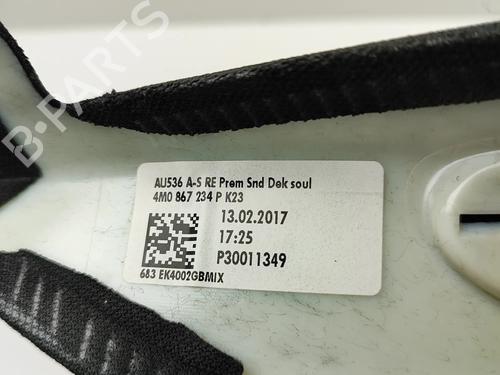 AU536 A-S RE Prem Snd Dek soul
4M0 867 234 P K23
13.02.2017
17:25
P30011349
683 EK4002GBMIX
B-PARTS